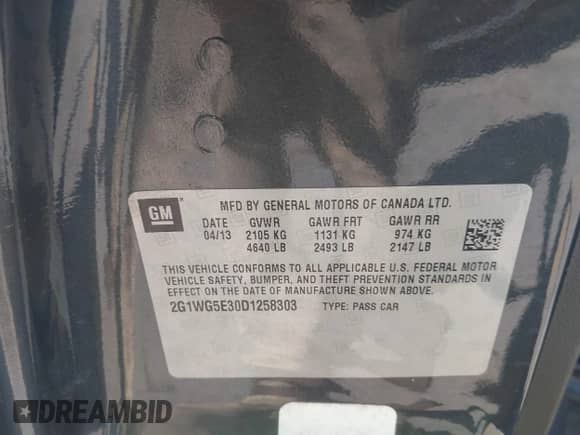 GM
MFD BY GENERAL MOTORS OF CANADA LTD.
DATE GVWR GAWR FRT GAWR RR
04/13 2105 KG 1131 KG 974 KG
4640 LB 2493 LB 2147 LB
THIS VEHICLE CONFORMS TO ALL APPLICABLE U.S. FEDERAL MOTOR
VEHICLE SAFETY, BUMPER, AND THEFT PREVENTION STANDARDS IN
EFFECT ON THE DATE OF MANUFACTURE SHOWN ABOVE.
2G1WG5E30D1258303 TYPE: PASS CAR
DREAMBID